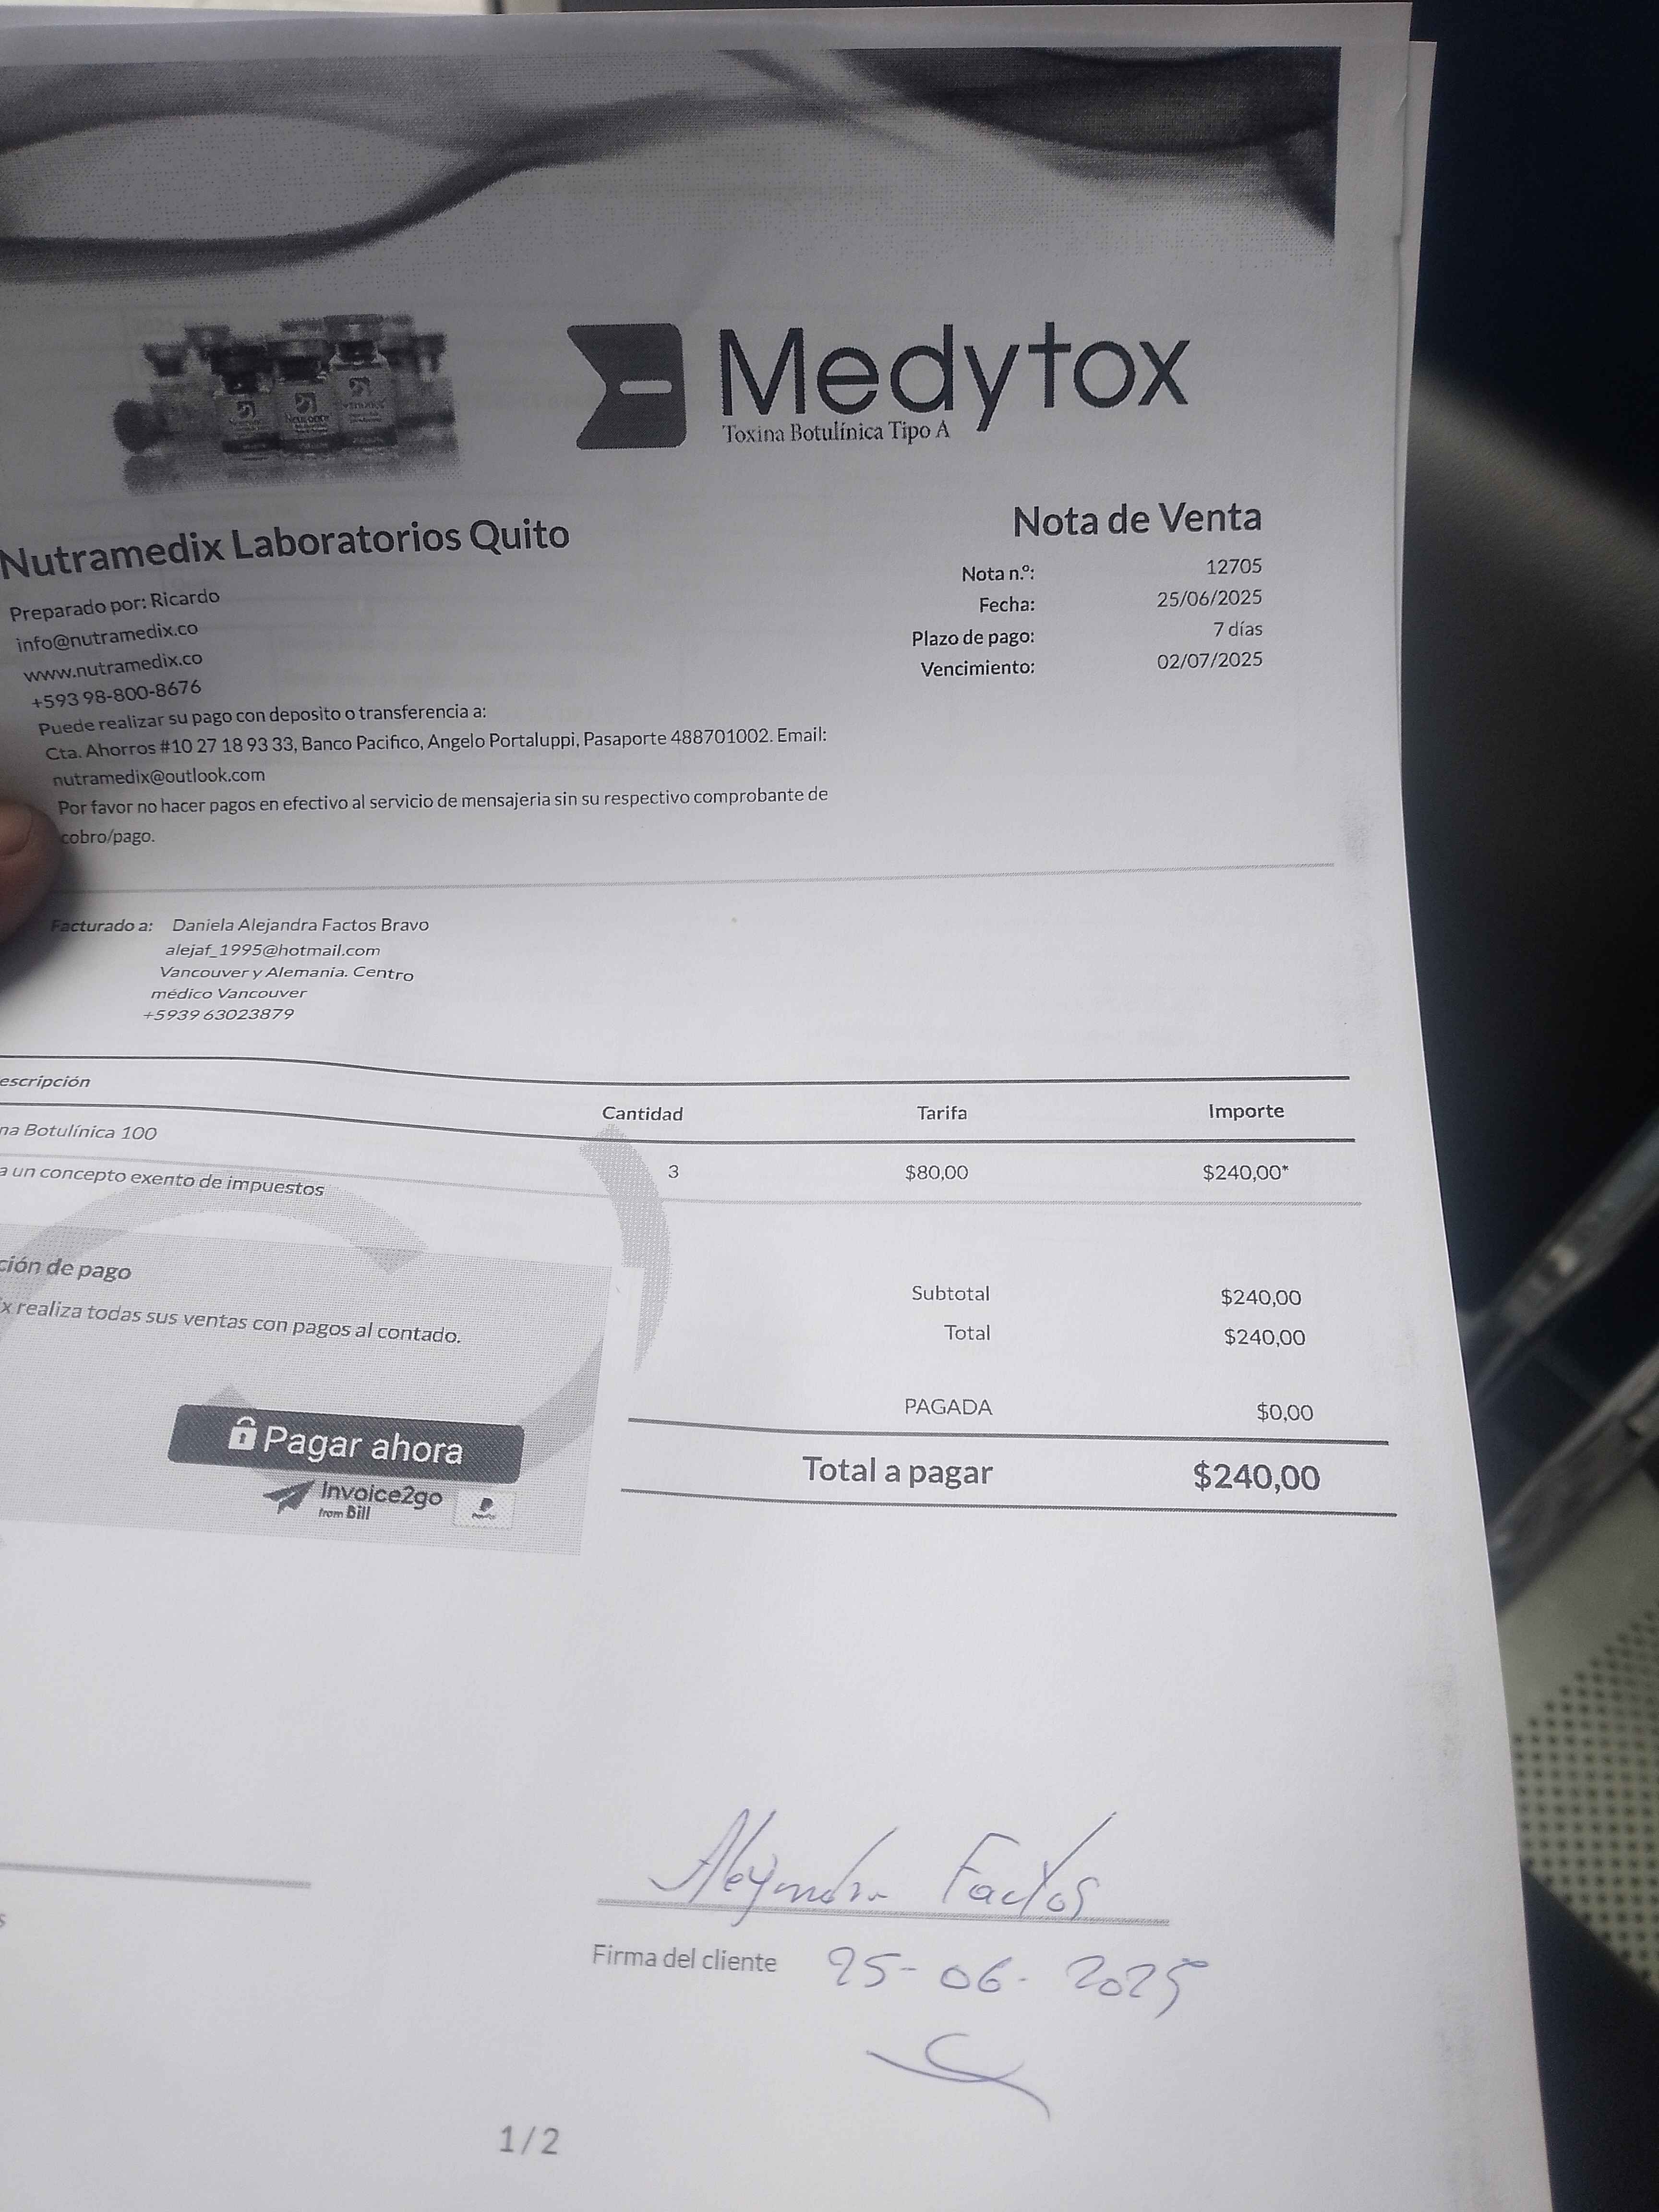 Medytox
Toxina Botulínica Tipo A
Nutramedix Laboratorios Quito
Preparado por: Ricardo
info@nutramedix.co
www.nutramedix.co
+593 98-800-8676
Puede realizar su pago con deposito o transferencia a:
Cta. Ahorros #10 27 18 93 33, Banco Pacifico, Angelo Portaluppi, Pasaporte 488701002. Email:
nutramedix@outlook.com
Por favor no hacer pagos en efectivo al servicio de mensajeria sin su respectivo comprobante de
cobro/pago.
Nota de Venta
Nota n.º: 12705
Fecha: 25/06/2025
Plazo de pago: 7 días
Vencimiento: 02/07/2025
Facturado a: Daniela Alejandra Factos Bravo
alejaf_1995@hotmail.com
Vancouver y Alemania. Centro
médico Vancouver
+5939 63023879
escripción Cantidad Tarifa Importe
na Botulínica 100 3 $80,00 $240,00*
a un concepto exento de impuestos
ción de pago
x realiza todas sus ventas con pagos al contado.
Pagar ahora
Invoice2go
from Bill
Subtotal $240,00
Total $240,00
PAGADA $0,00
Total a pagar $240,00
Alejandra Factos
Firma del cliente 25-06-2025
1/2